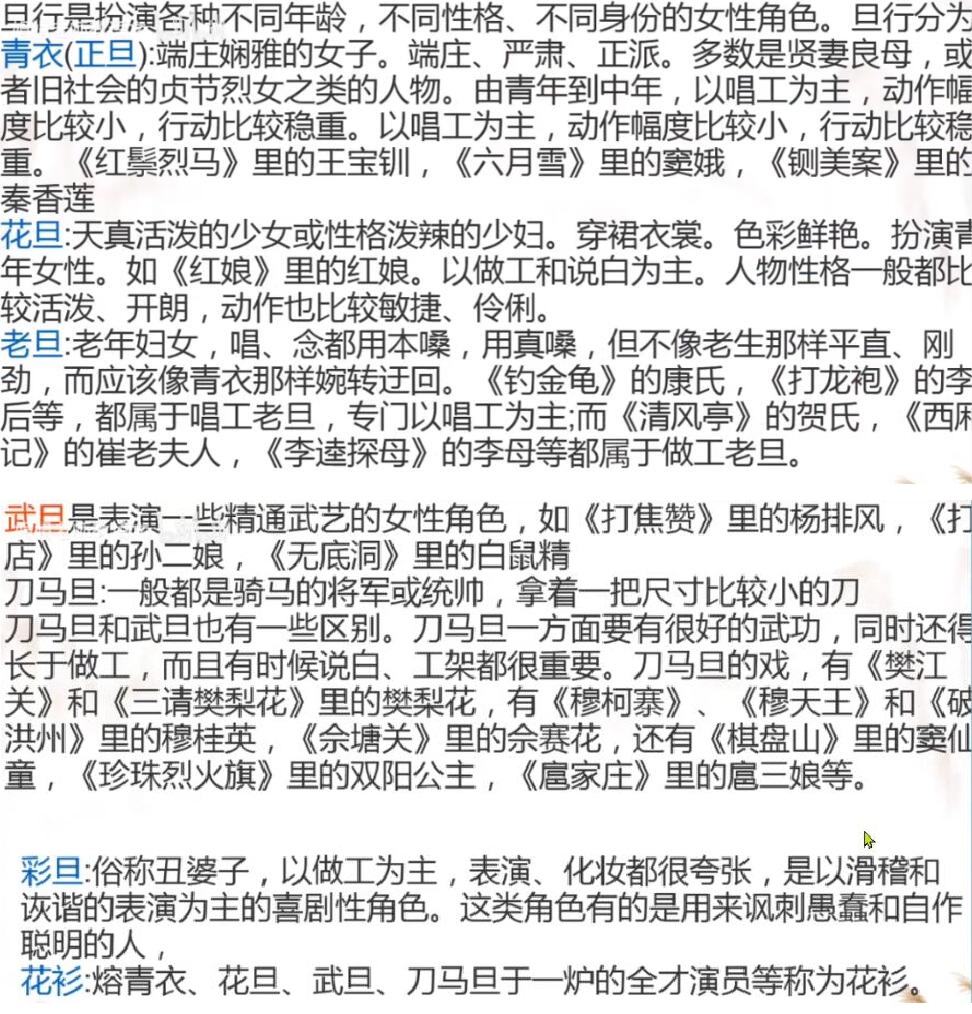 旦行是扮演各种不同年龄，不同性格、不同身份的女性角色。旦行分为
青衣(正旦):端庄娴雅的女子。端庄、严肃、正派。多数是贤妻良母，或
者旧社会的贞节烈女之类的人物。由青年到中年，以唱工为主，动作幅
度比较小，行动比较稳重。以唱工为主，动作幅度比较小，行动比较稳
重。《红鬃烈马》里的王宝钏，《六月雪》里的窦娥，《铡美案》里的
秦香莲
花旦:天真活泼的少女或性格泼辣的少妇。穿裙衣裳。色彩鲜艳。扮演青
年女性。如《红娘》里的红娘。以做工和说白为主。人物性格一般都比
较活泼、开朗，动作也比较敏捷、伶俐。
老旦:老年妇女，唱、念都用本嗓，用真嗓，但不像老生那样平直、刚
劲，而应该像青衣那样婉转迂回。《钓金龟》的康氏，《打龙袍》的李
后等，都属于唱工老旦，专门以唱工为主;而《清风亭》的贺氏，《西厢
记》的崔老夫人，《李逵探母》的李母等都属于做工老旦。
武旦是表演一些精通武艺的女性角色，如《打焦赞》里的杨排风，《打
店》里的孙二娘，《无底洞》里的白鼠精
刀马旦:一般都是骑马的将军或统帅，拿着一把尺寸比较小的刀
刀马旦和武旦也有一些区别。刀马旦一方面要有很好的武功，同时还得
长于做工，而且有时候说白、工架都很重要。刀马旦的戏，有《樊江
关》和《三请樊梨花》里的樊梨花，有《穆柯寨》、《穆天王》和《破
洪州》里的穆桂英，《佘塘关》里的佘赛花，还有《棋盘山》里的窦仙
童，《珍珠烈火旗》里的双阳公主，《扈家庄》里的扈三娘等。
彩旦:俗称丑婆子，以做工为主，表演、化妆都很夸张，是以滑稽和
诙谐的表演为主的喜剧性角色。这类角色有的是用来讽刺愚蠢和自作
聪明的人，
花衫:熔青衣、花旦、武旦、刀马旦于一炉的全才演员等称为花衫。